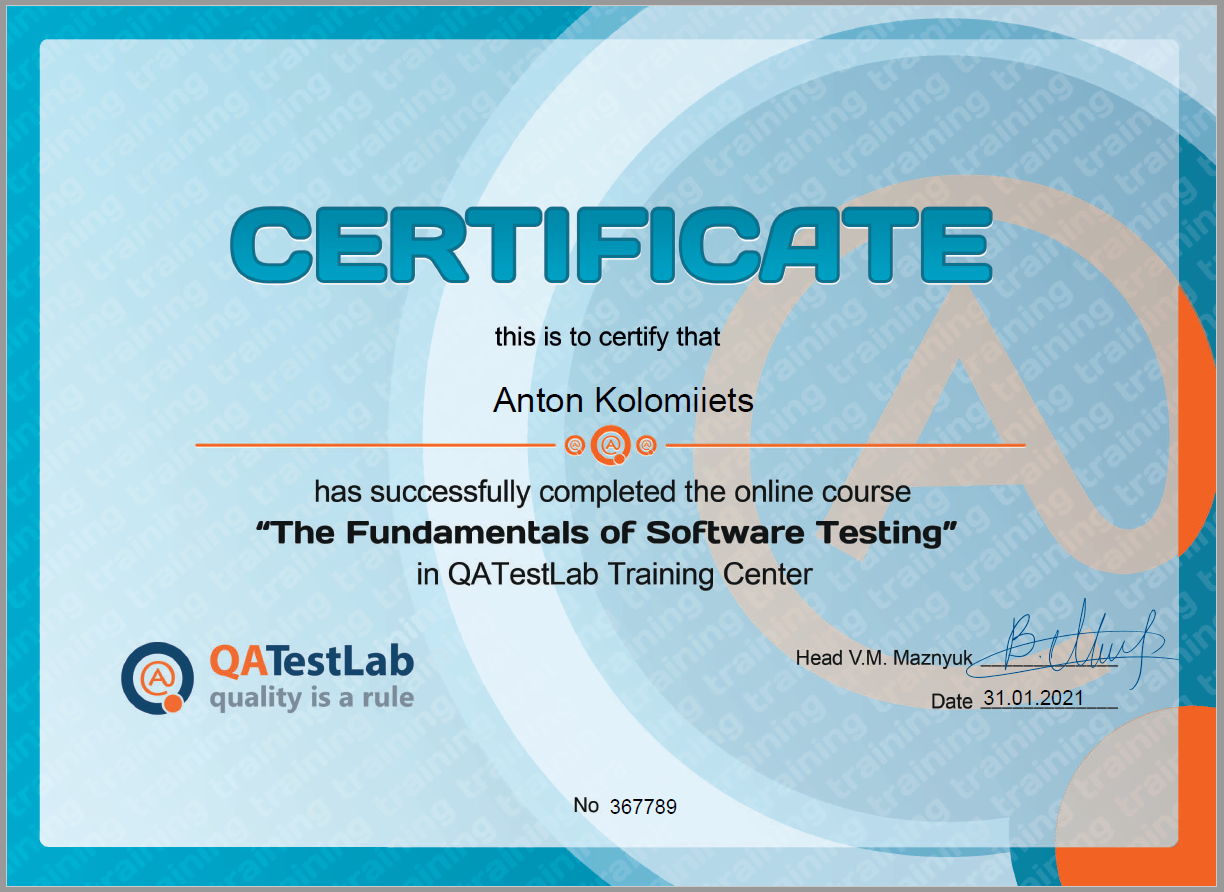 CERTIFICATE
this is to certify that
Anton Kolomiiets
has successfully completed the online course
“The Fundamentals of Software Testing”
in QATestLab Training Center
QATestLab
quality is a rule
Head V.M. Maznyuk
Date 31.01.2021
No 367789